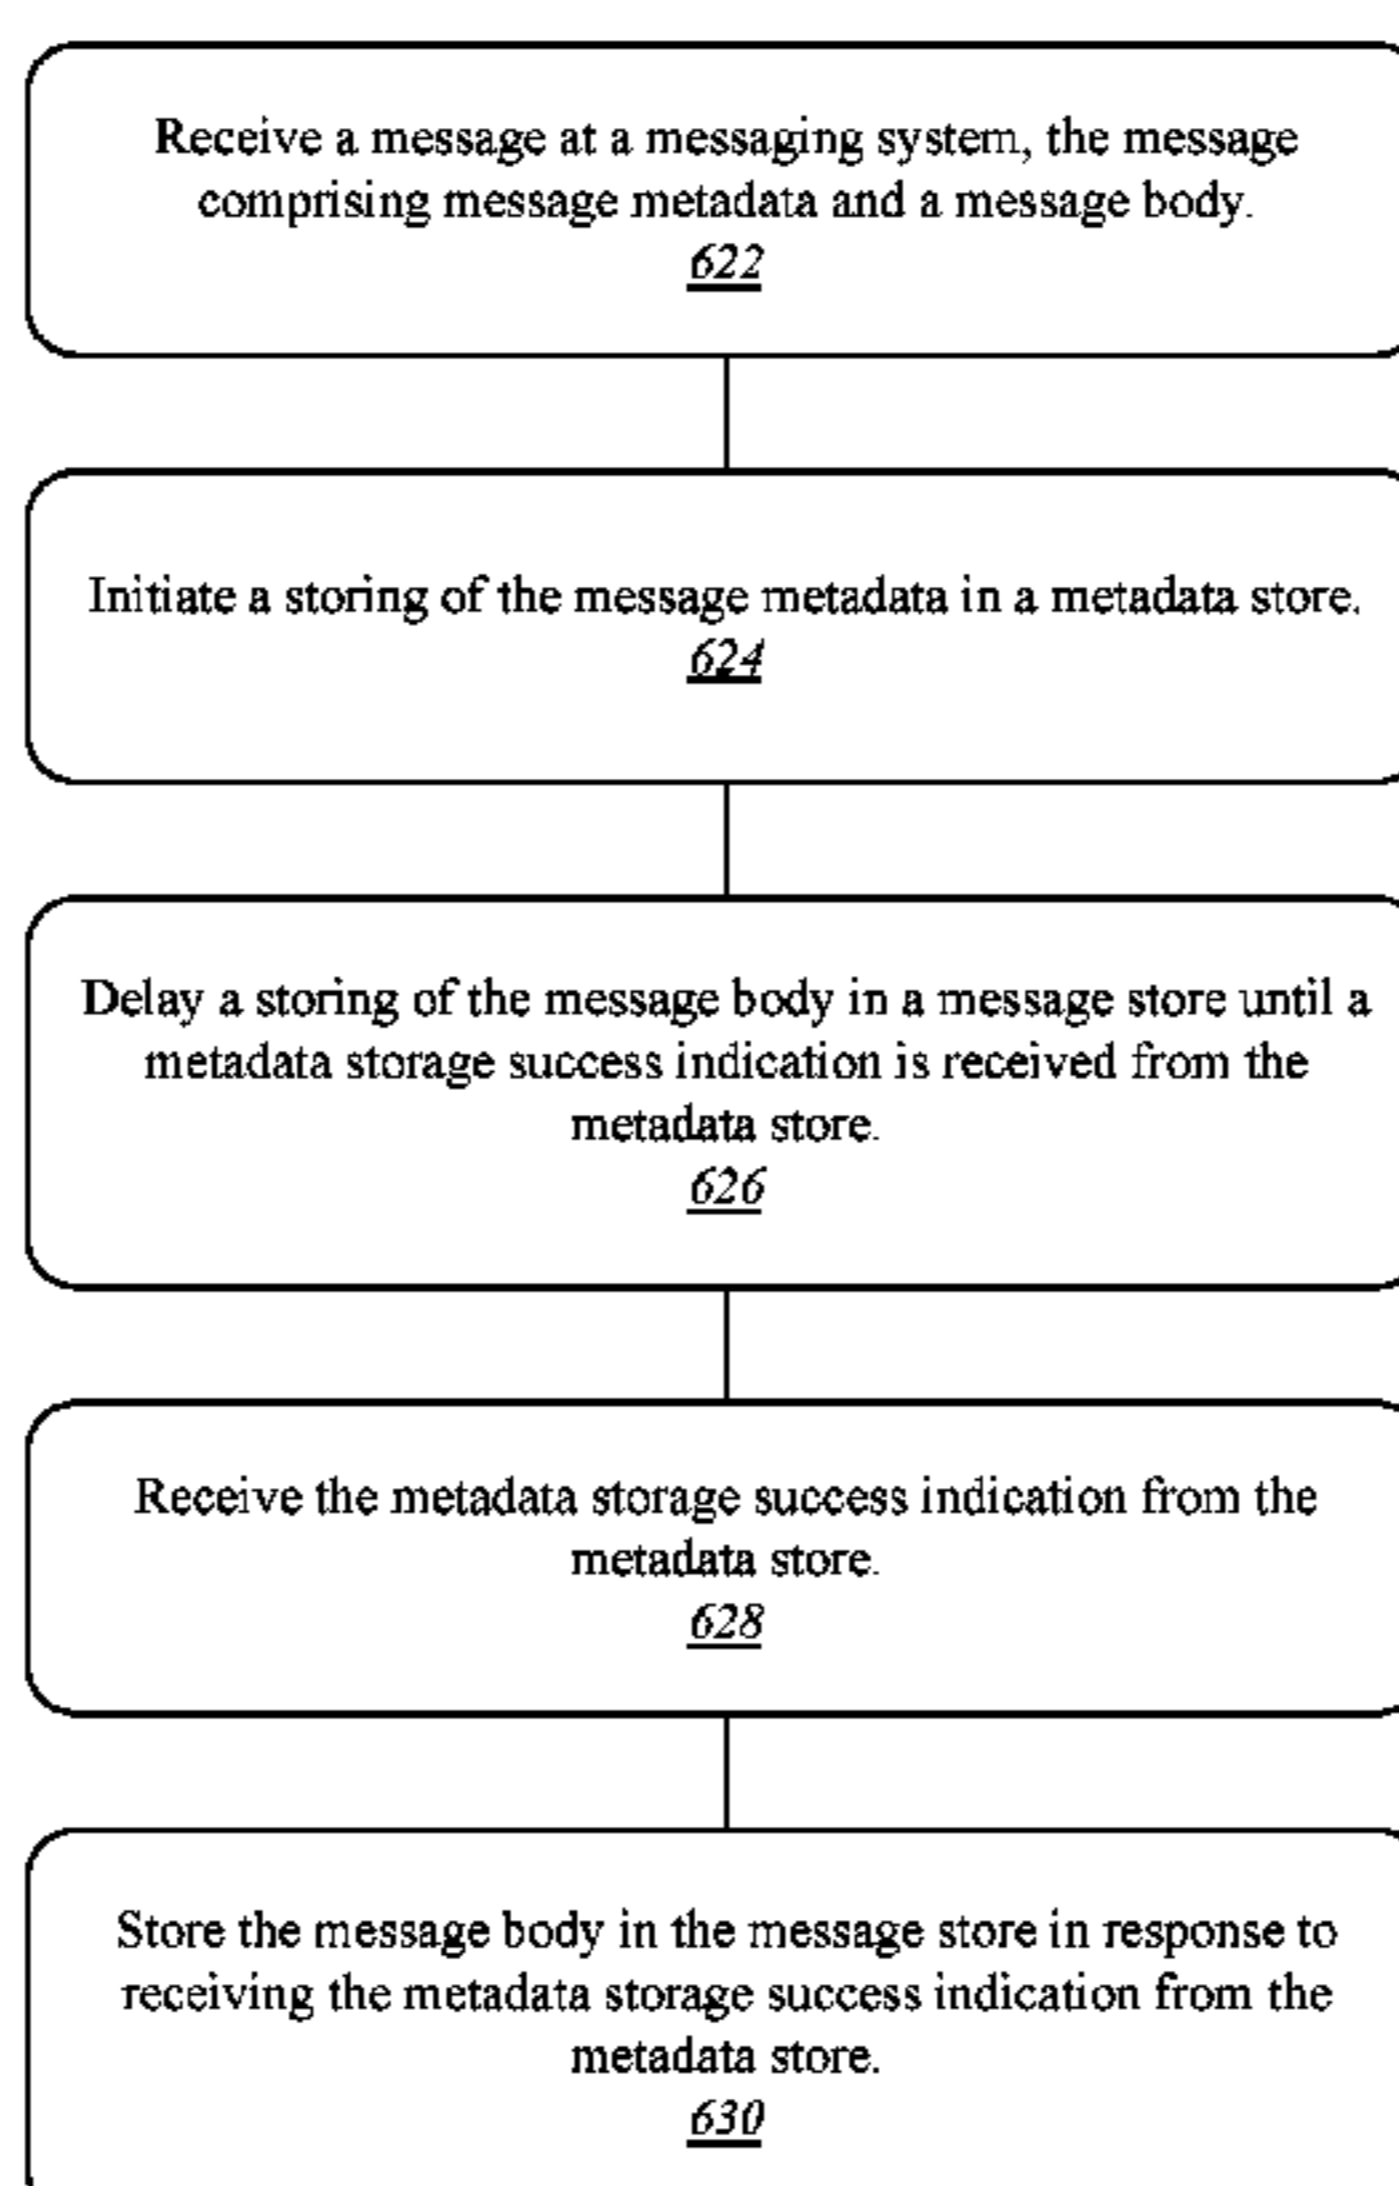 Receive a message at a messaging system, the message
comprising message metadata and a message body.
622
Initiate a storing of the message metadata in a metadata store.
624
Delay a storing of the message body in a message store until a
metadata storage success indication is received from the
metadata store.
626
Receive the metadata storage success indication from the
metadata store.
628
Store the message body in the message store in response to
receiving the metadata storage success indication from the
metadata store.
630